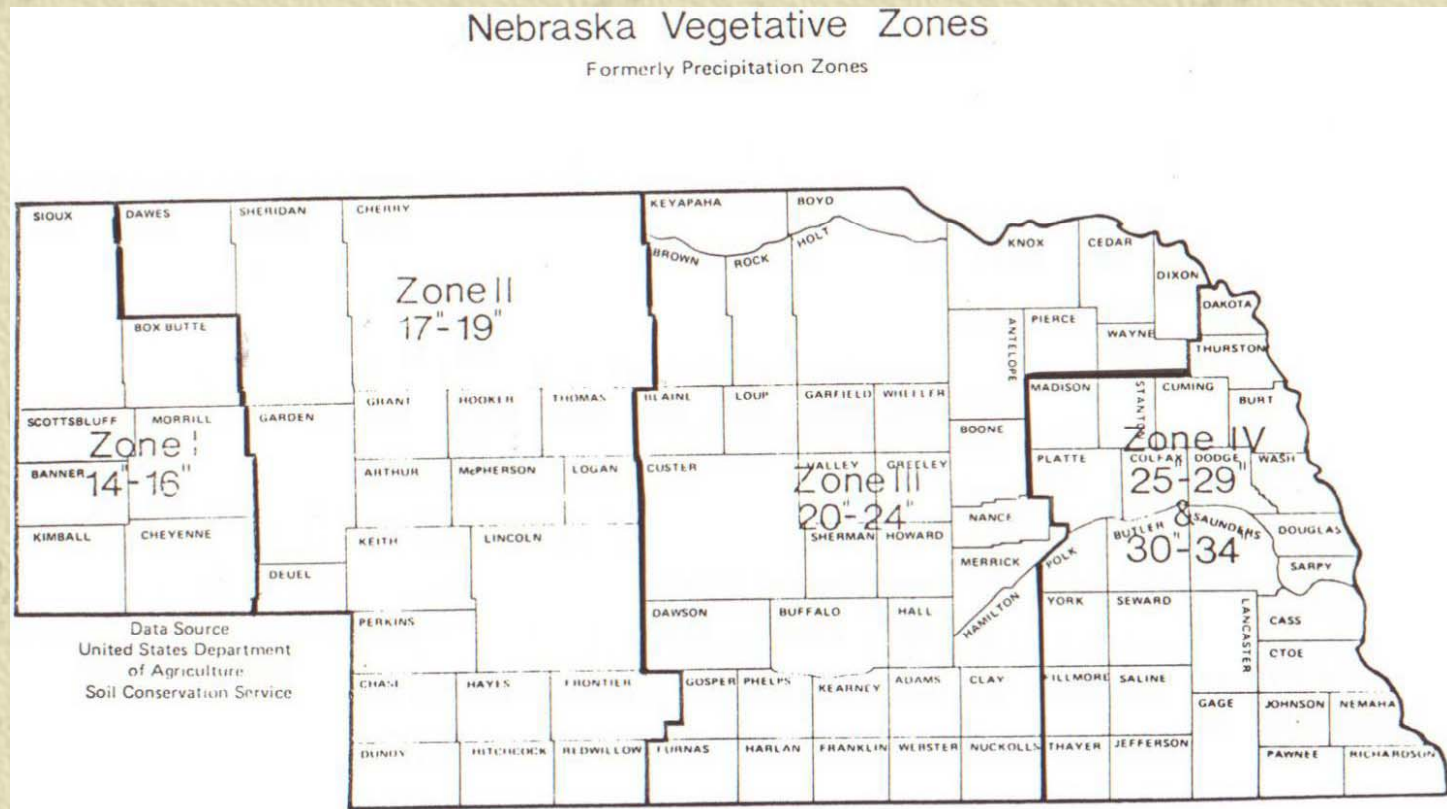 Nebraska Vegetative Zones
Formerly Precipitation Zones
SIOUX
DAWES
SHERIDAN
CHERRY
KEYAPAHA
BOYD
BROWN
ROCK
HOLT
KNOX
CEDAR
DIXON
DAKOTA
Zone II
17"-19"
BOX BUTTE
ANTELOPE
PIERCE
WAYNE
THURSTON
SCOTTSBLUFF
MORRILL
GARDEN
GRANT
HOOKER
THOMAS
BLAINE
LOUP
GARFIELD
WHEELER
BOONE
MADISON
STANTON
CUMING
BURT
Zone I
14"-16"
BANNER
ARTHUR
McPHERSON
LOGAN
CUSTER
VALLEY
GREELEY
Zone III
20"-24"
PLATTE
Zone IV
COLFAX
DODGE
WASH
25"-29"
&
30"-34"
KIMBALL
CHEYENNE
DEUEL
KEITH
LINCOLN
SHERMAN
HOWARD
NANCE
MERRICK
POLK
BUTLER
SAUNDERS
DOUGLAS
SARPY
PERKINS
DAWSON
BUFFALO
HALL
HAMILTON
YORK
SEWARD
LANCASTER
CASS
CTOE
Data Source
United States Department
of Agriculture
Soil Conservation Service
CHASE
HAYES
FRONTIER
GOSPER
PHELPS
KEARNEY
ADAMS
CLAY
FILLMORE
SALINE
GAGE
JOHNSON
NEMAHA
DUNDY
HITCHCOCK
REDWILLOW
FURNAS
HARLAN
FRANKLIN
WEBSTER
NUCKOLLS
THAYER
JEFFERSON
PAWNEE
RICHARDSON